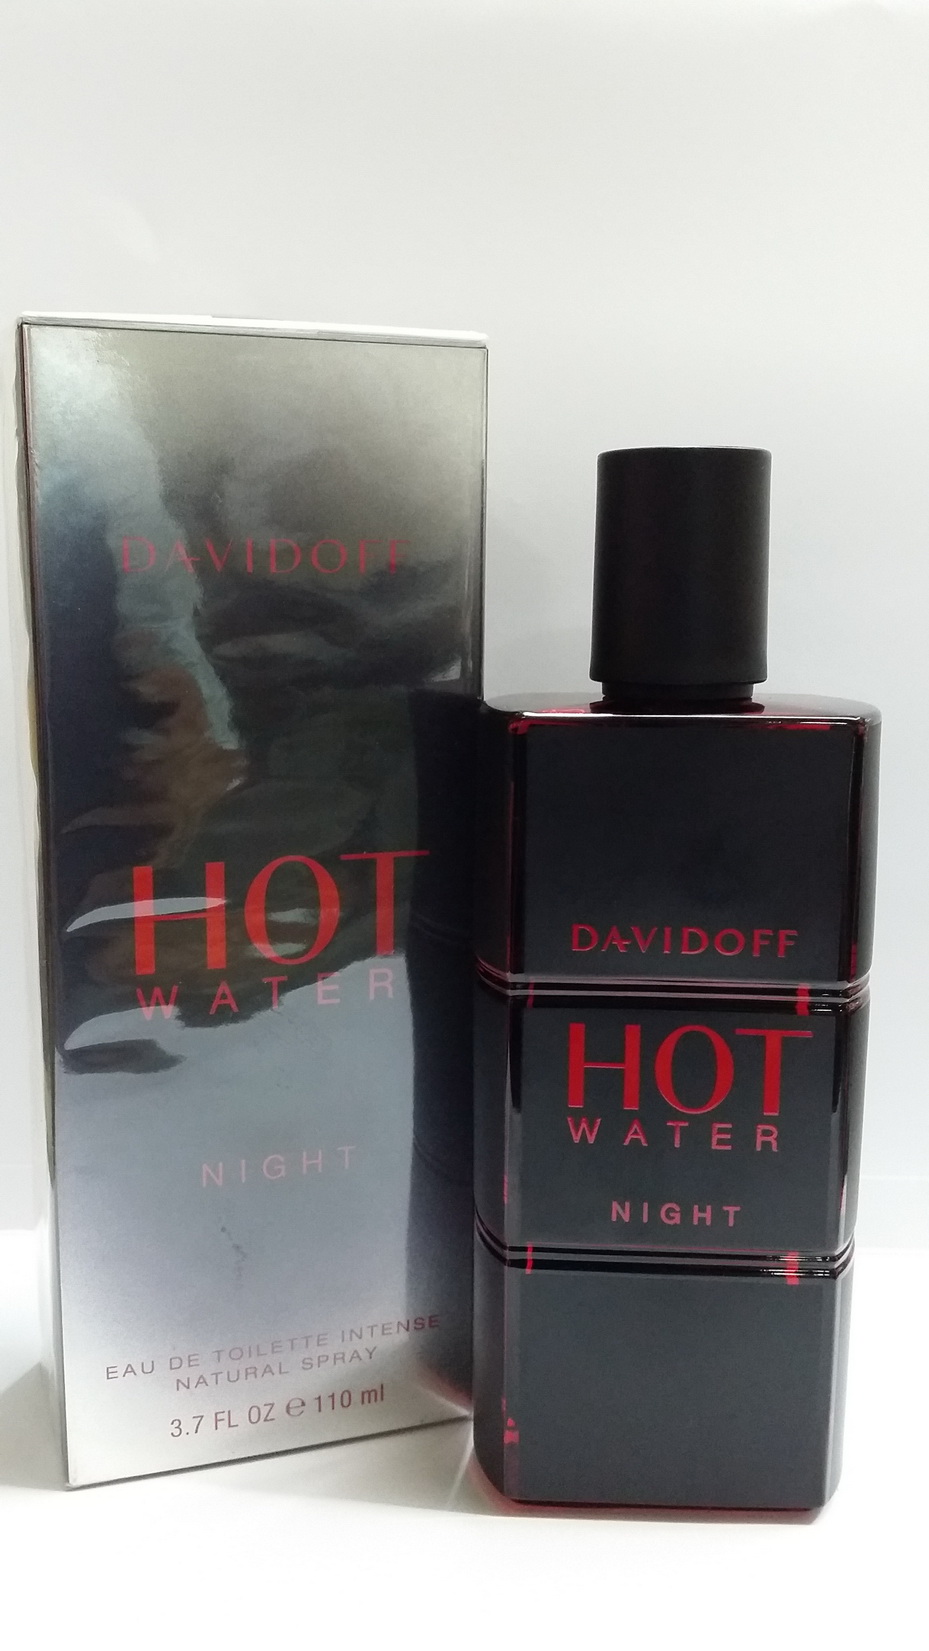 DAVIDOFF
HOT
WATER
NIGHT
EAU DE TOILETTE INTENSE
NATURAL SPRAY
3.7 FL OZ ℮ 110 ml
DAVIDOFF
HOT
WATER
NIGHT